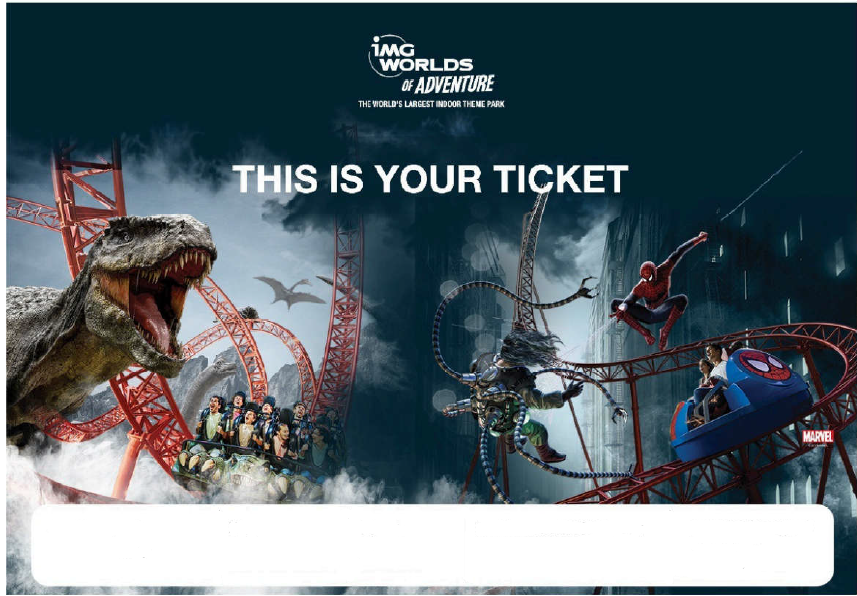 iMG
WORLDS
OF ADVENTURE
THE WORLD'S LARGEST INDOOR THEME PARK
THIS IS YOUR TICKET
MARVEL